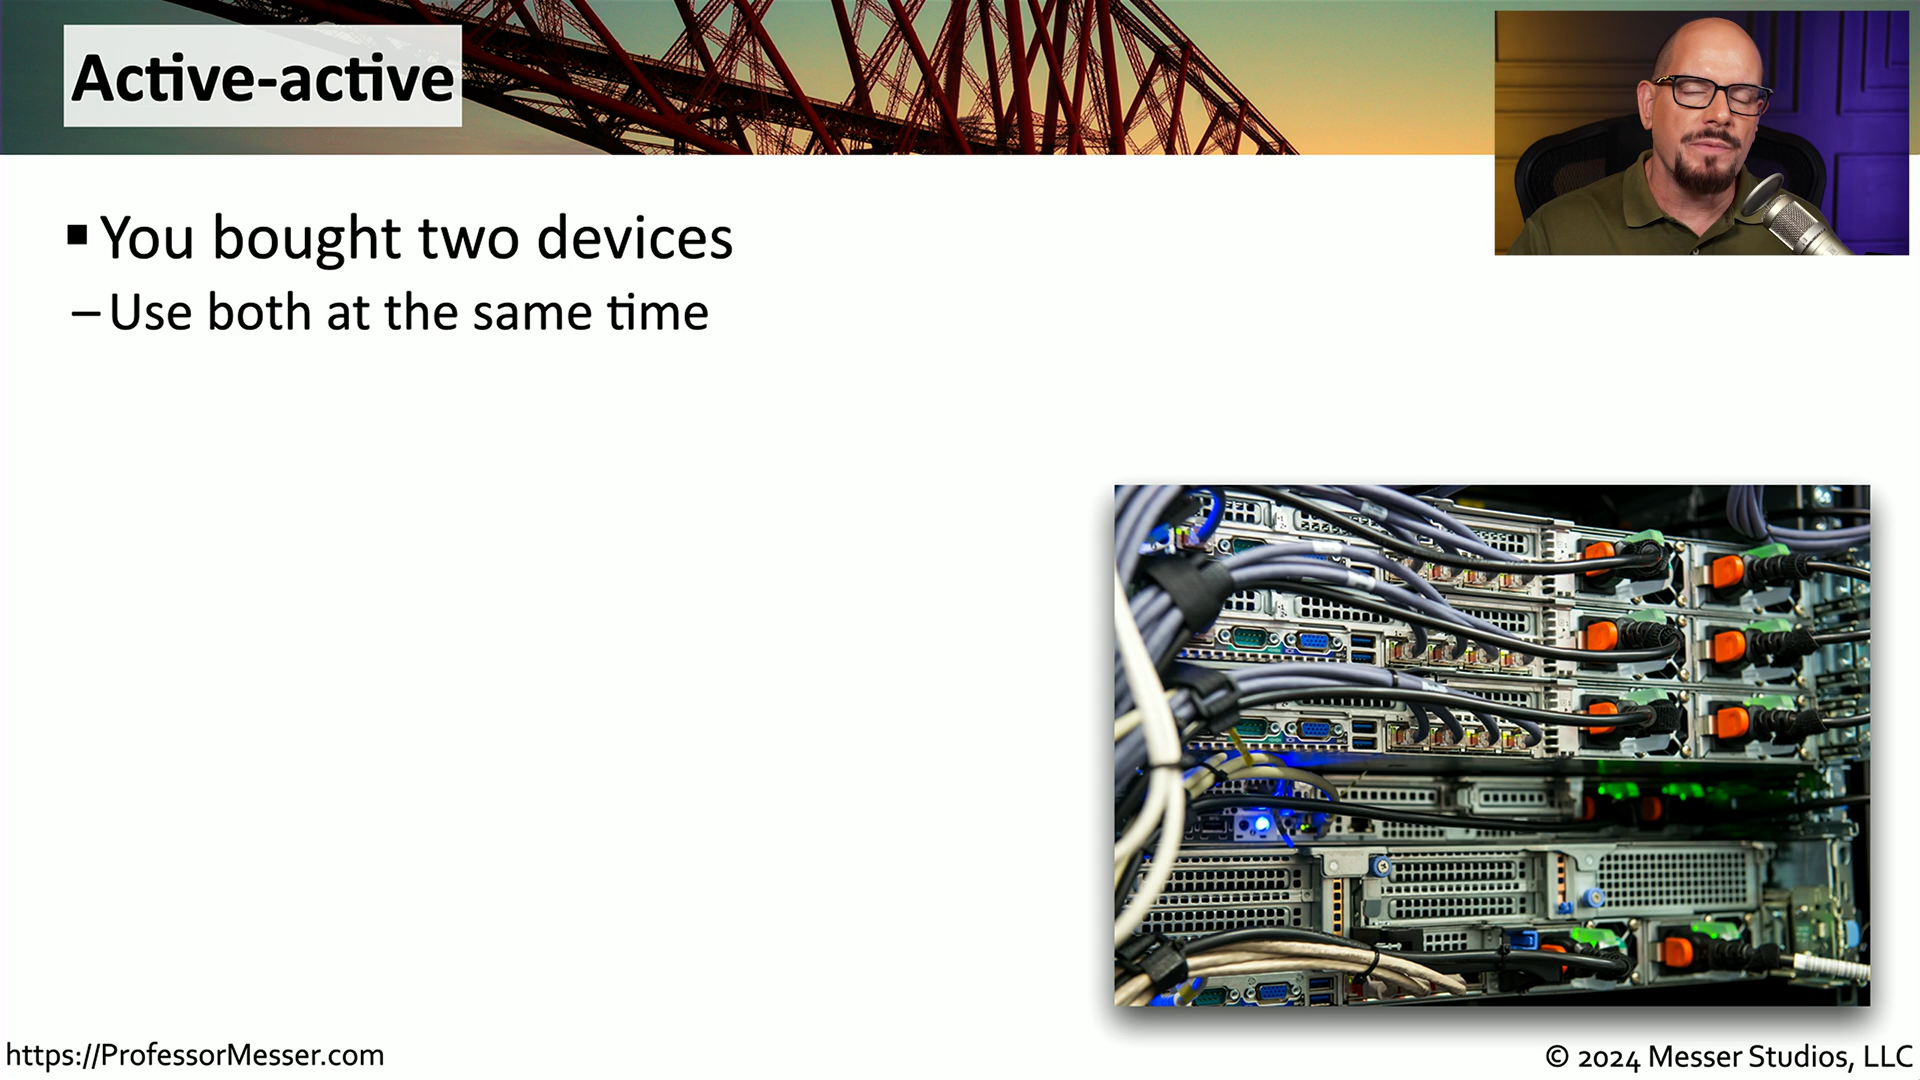 Active-active
▪ You bought two devices
– Use both at the same time
https://ProfessorMesser.com
© 2024 Messer Studios, LLC